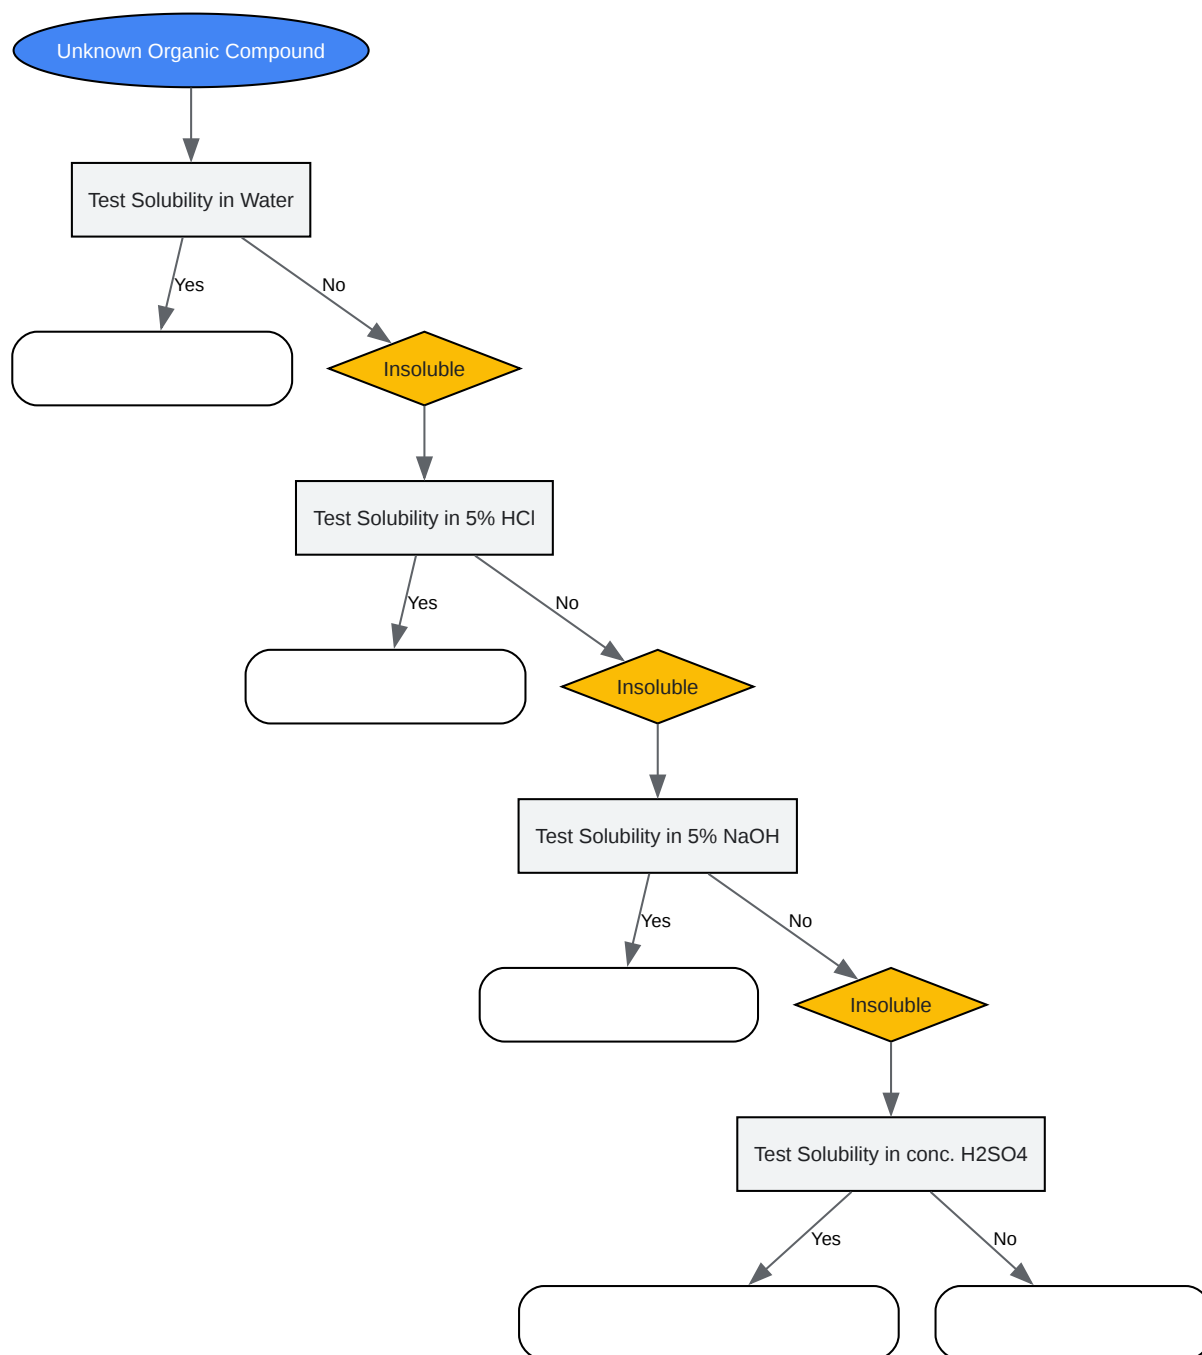 Unknown Organic Compound
Test Solubility in Water
Yes
No
Insoluble
Test Solubility in 5% HCl
Yes
No
Insoluble
Test Solubility in 5% NaOH
Yes
No
Insoluble
Test Solubility in conc. H2SO4
Yes
No